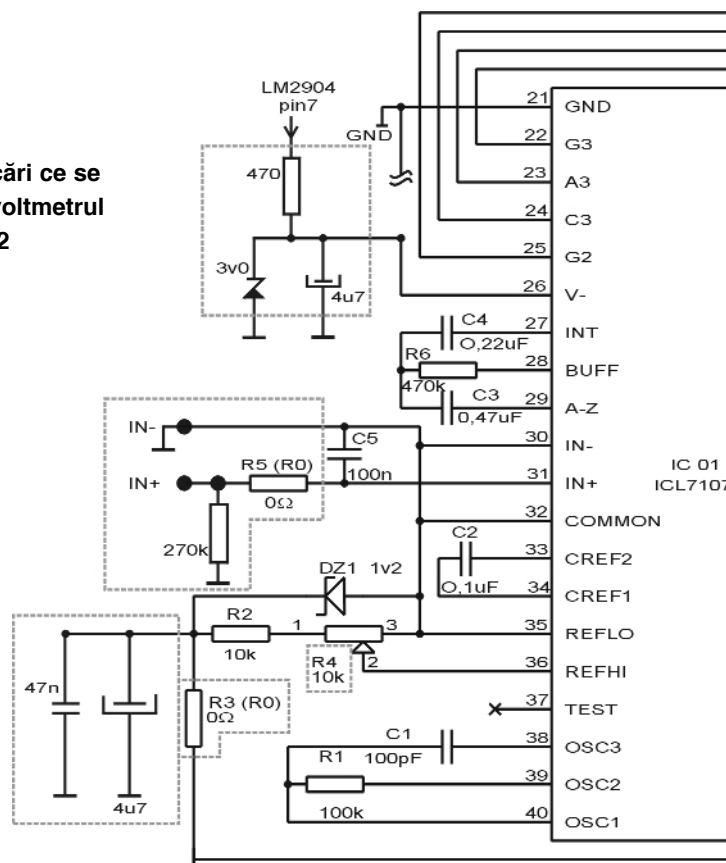 LM2904
pin7
GND
cări ce se
voltmetrul
2
470
3v0
4u7
21 GND
22 G3
23 A3
24 C3
25 G2
26 V-
27 INT
28 BUFF
29 A-Z
30 IN-
31 IN+
32 COMMON
33 CREF2
34 CREF1
35 REFLO
36 REFHI
37 TEST
38 OSC3
39 OSC2
40 OSC1
IC 01
ICL7107
C4
O,22uF
R6
470k
C3
0,47uF
IN-
C5
100n
IN+
R5 (R0)
0Ω
270k
C2
O,1uF
DZ1 1v2
R2
10k
1
3
2
R4
10k
47n
4u7
R3 (R0)
0Ω
C1
100pF
R1
100k